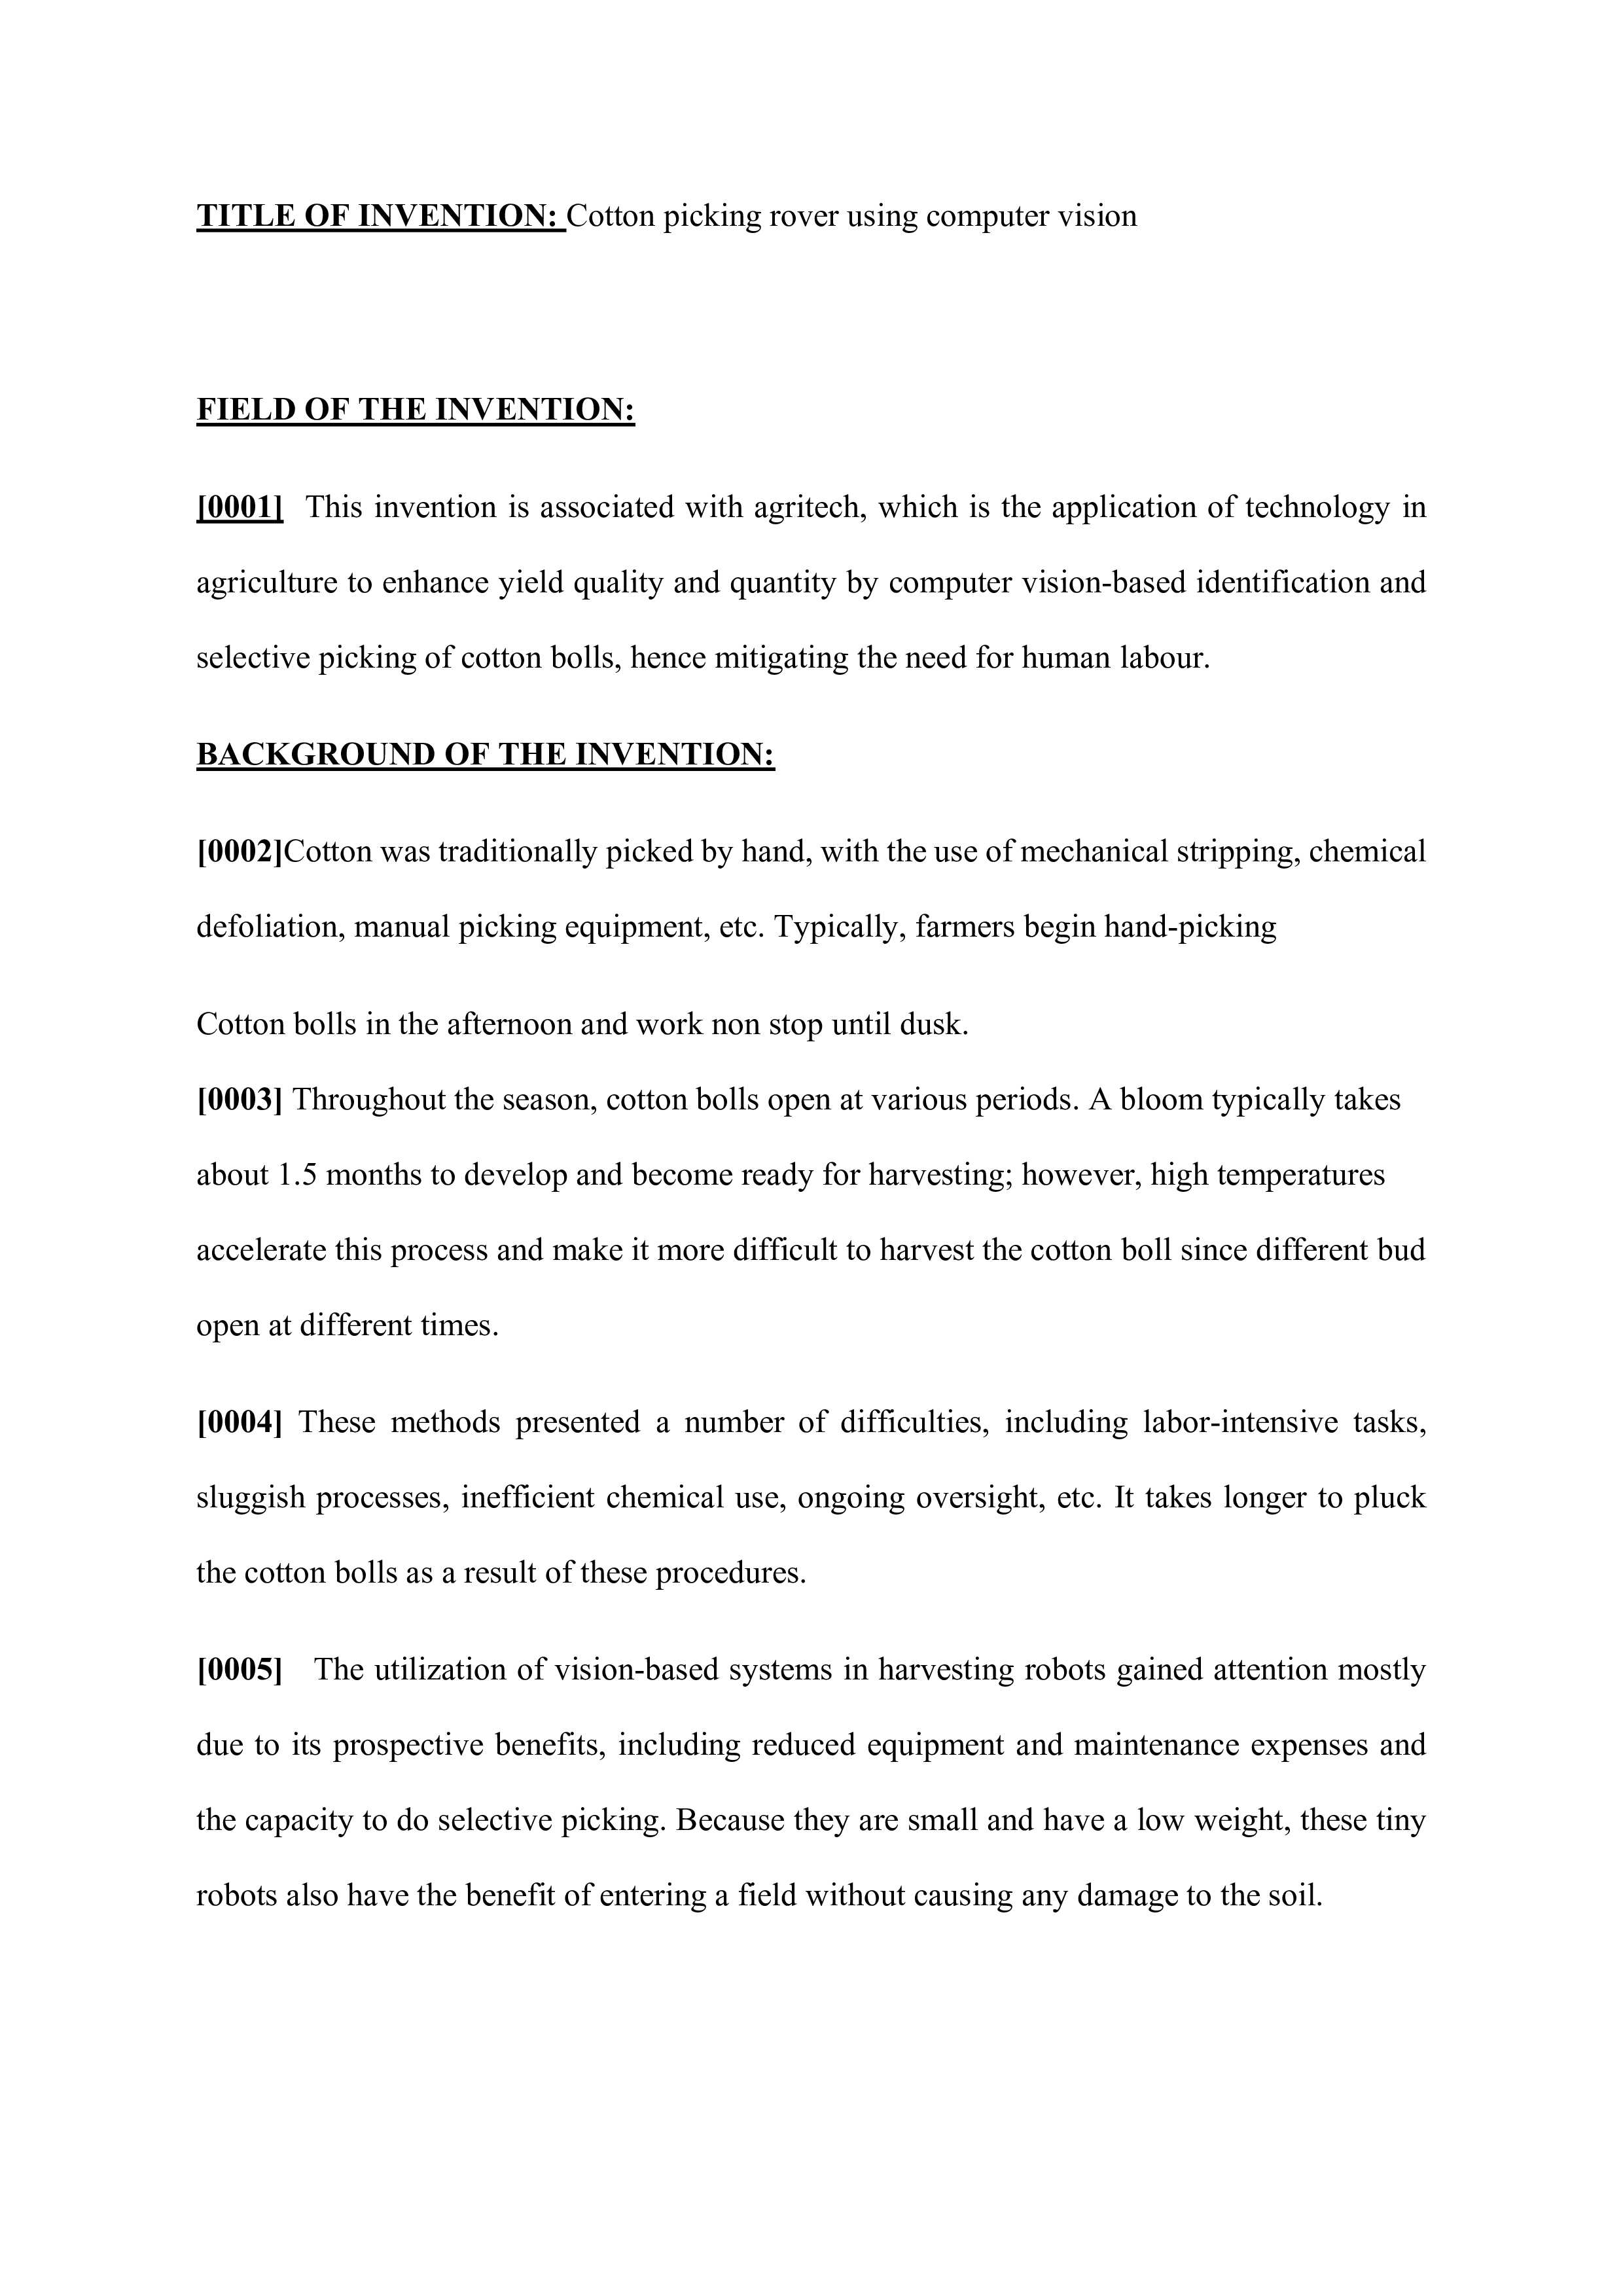 TITLE OF INVENTION: Cotton picking rover using computer vision
FIELD OF THE INVENTION:
[0001] This invention is associated with agritech, which is the application of technology in
agriculture to enhance yield quality and quantity by computer vision-based identification and
selective picking of cotton bolls, hence mitigating the need for human labour.
BACKGROUND OF THE INVENTION:
[0002]Cotton was traditionally picked by hand, with the use of mechanical stripping, chemical
defoliation, manual picking equipment, etc. Typically, farmers begin hand-picking
Cotton bolls in the afternoon and work non stop until dusk.
[0003] Throughout the season, cotton bolls open at various periods. A bloom typically takes
about 1.5 months to develop and become ready for harvesting; however, high temperatures
accelerate this process and make it more difficult to harvest the cotton boll since different bud
open at different times.
[0004] These methods presented a number of difficulties, including labor-intensive tasks,
sluggish processes, inefficient chemical use, ongoing oversight, etc. It takes longer to pluck
the cotton bolls as a result of these procedures.
[0005] The utilization of vision-based systems in harvesting robots gained attention mostly
due to its prospective benefits, including reduced equipment and maintenance expenses and
the capacity to do selective picking. Because they are small and have a low weight, these tiny
robots also have the benefit of entering a field without causing any damage to the soil.